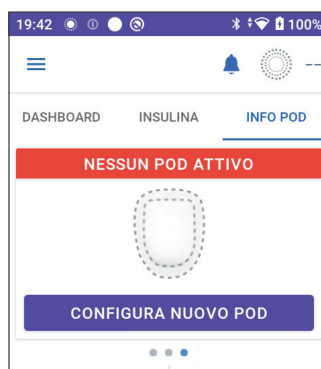 19:42 100%
--
DASHBOARD INSULINA INFO POD
NESSUN POD ATTIVO
CONFIGURA NUOVO POD